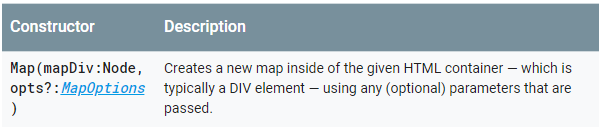 Constructor Description
Map(mapDiv:Node, Creates a new map inside of the given HTML container — which is
opts?:MapOptions typically a DIV element — using any (optional) parameters that are
) passed.